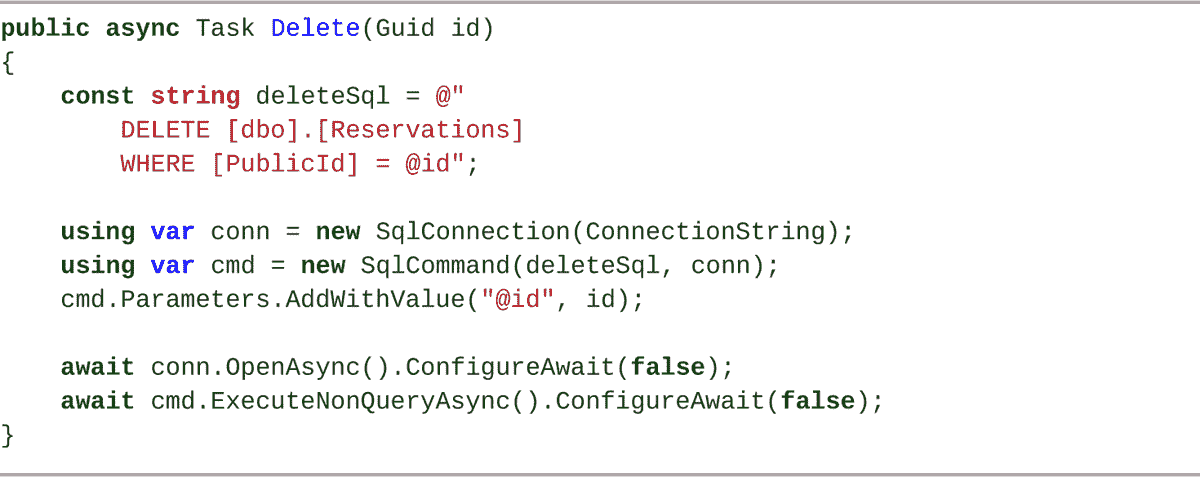 public async Task Delete(Guid id)
{
    const string deleteSql = @"
        DELETE [dbo].[Reservations]
        WHERE [PublicId] = @id";

    using var conn = new SqlConnection(ConnectionString);
    using var cmd = new SqlCommand(deleteSql, conn);
    cmd.Parameters.AddWithValue("@id", id);

    await conn.OpenAsync().ConfigureAwait(false);
    await cmd.ExecuteNonQueryAsync().ConfigureAwait(false);
}